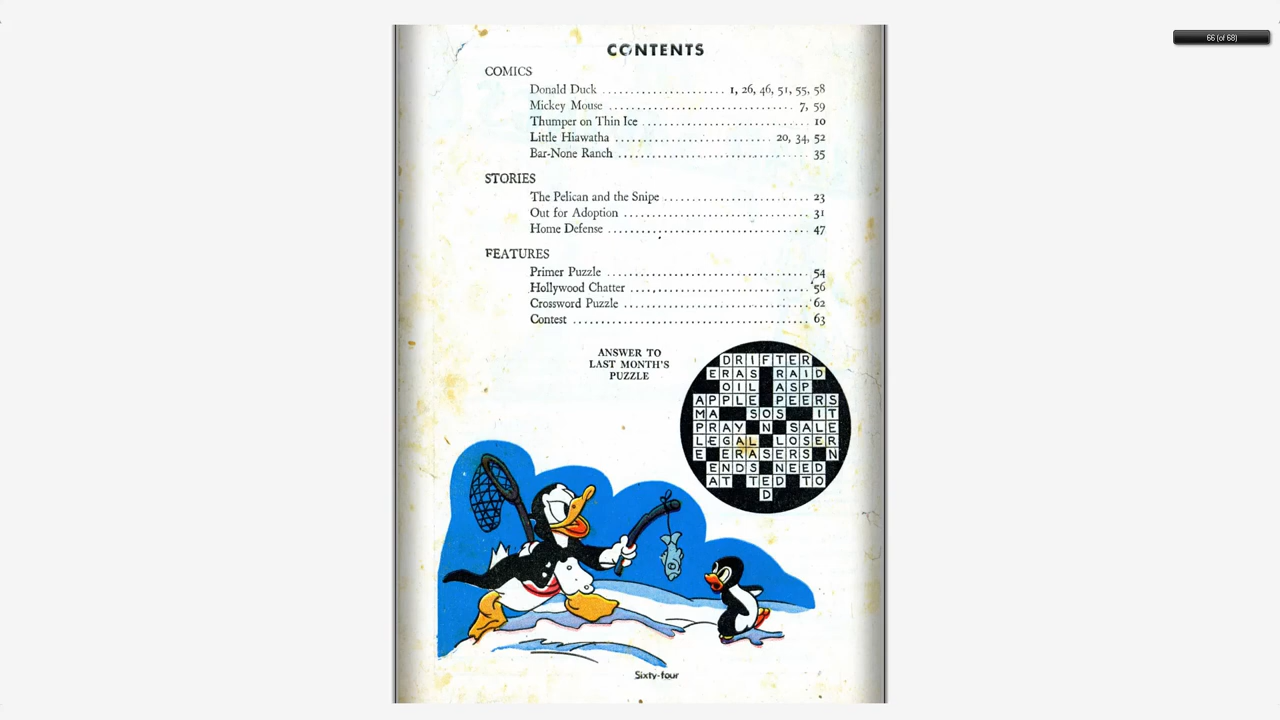 66 (of 68)
CONTENTS
COMICS
Donald Duck ........................ 1, 26, 46, 51, 55, 58
Mickey Mouse ........................ 7, 59
Thumper on Thin Ice ........................ 10
Little Hiawatha ........................ 20, 34, 52
Bar-None Ranch ........................ 35
STORIES
The Pelican and the Snipe ........................ 23
Out for Adoption ........................ 31
Home Defense ........................ 47
FEATURES
Primer Puzzle ........................ 54
Hollywood Chatter ........................ 56
Crossword Puzzle ........................ 62
Contest ........................ 63
ANSWER TO
LAST MONTH'S
PUZZLE
DRIFTER
ERAS RAID
OIL ASP
APPLE PEERS
MA SOS IT
PRAY N SALE
LEGAL LOSER
E ERASERS N
ENDS NEED
AT TED TO
D
Sixty-four